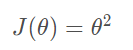 J(θ) = θ²